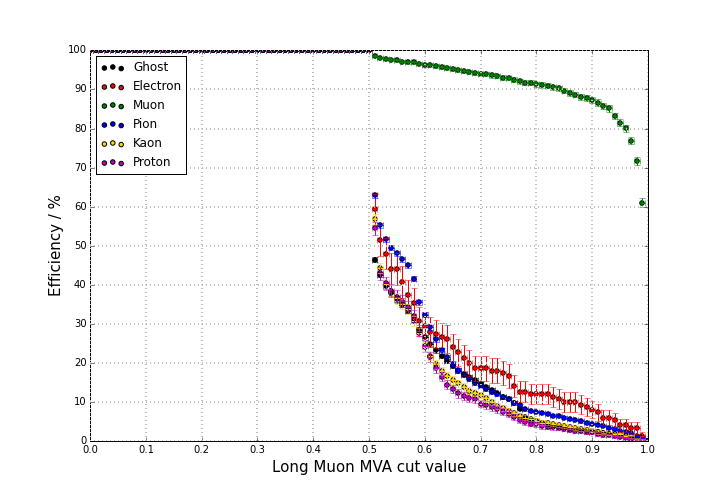 100
90
80
70
60
50
40
30
20
10
0
Efficiency / %
Ghost
Electron
Muon
Pion
Kaon
Proton
0.0 0.1 0.2 0.3 0.4 0.5 0.6 0.7 0.8 0.9 1.0
Long Muon MVA cut value